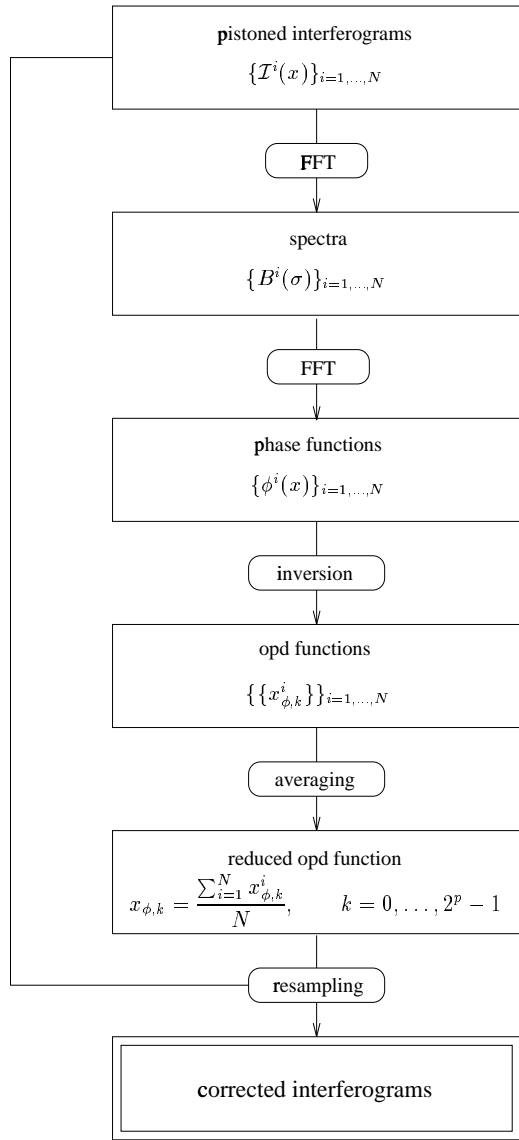 pistoned interferograms
{ℐ^i(x)}_{i=1,...,N}
FFT
spectra
{B^i(σ)}_{i=1,...,N}
FFT
phase functions
{ϕ^i(x)}_{i=1,...,N}
inversion
opd functions
{{x^i_{ϕ,k}}}_{i=1,...,N}
averaging
reduced opd function
x_{ϕ,k} = \frac{∑_{i=1}^N x^i_{ϕ,k}}{N}, k = 0, ..., 2^p − 1
resampling
corrected interferograms